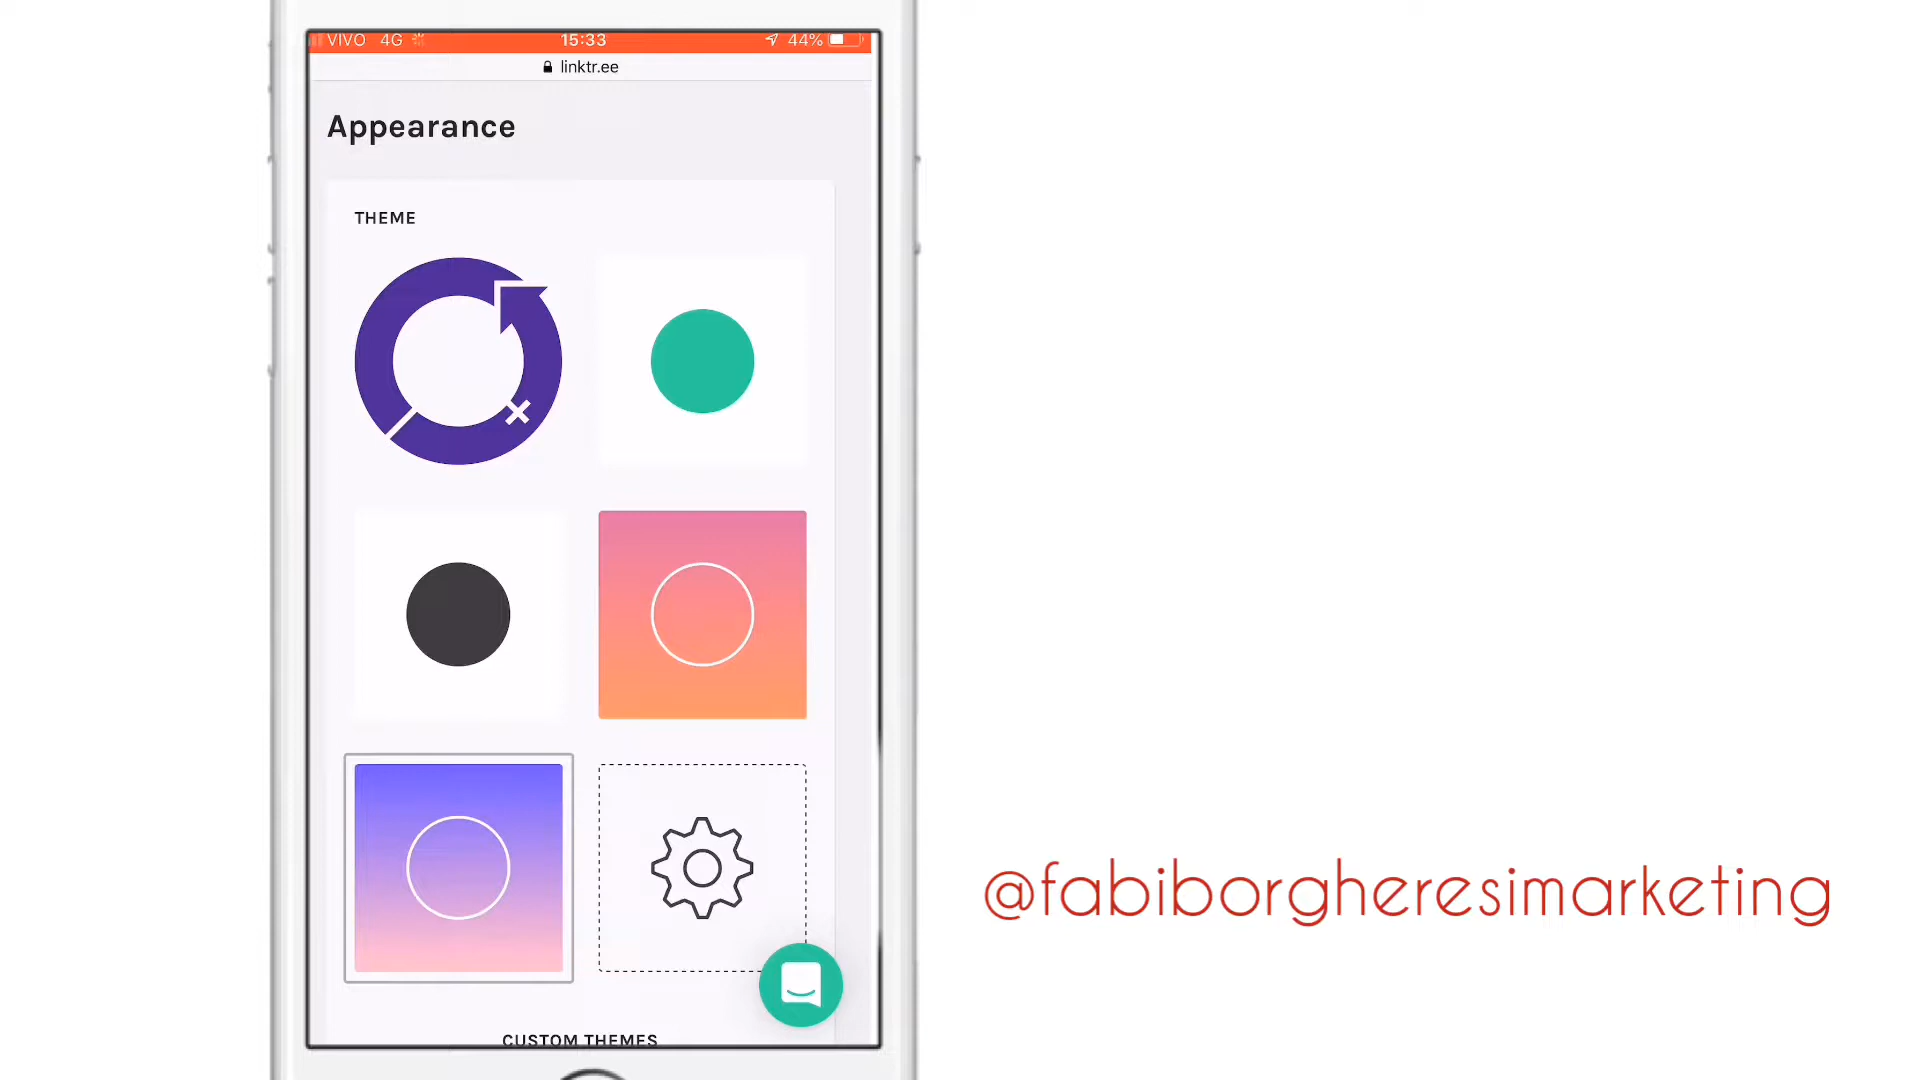 VIVO 4G 15:33 44%
linktr.ee
Appearance
THEME
CUSTOM THEMES
@fabiborgheresimarketing